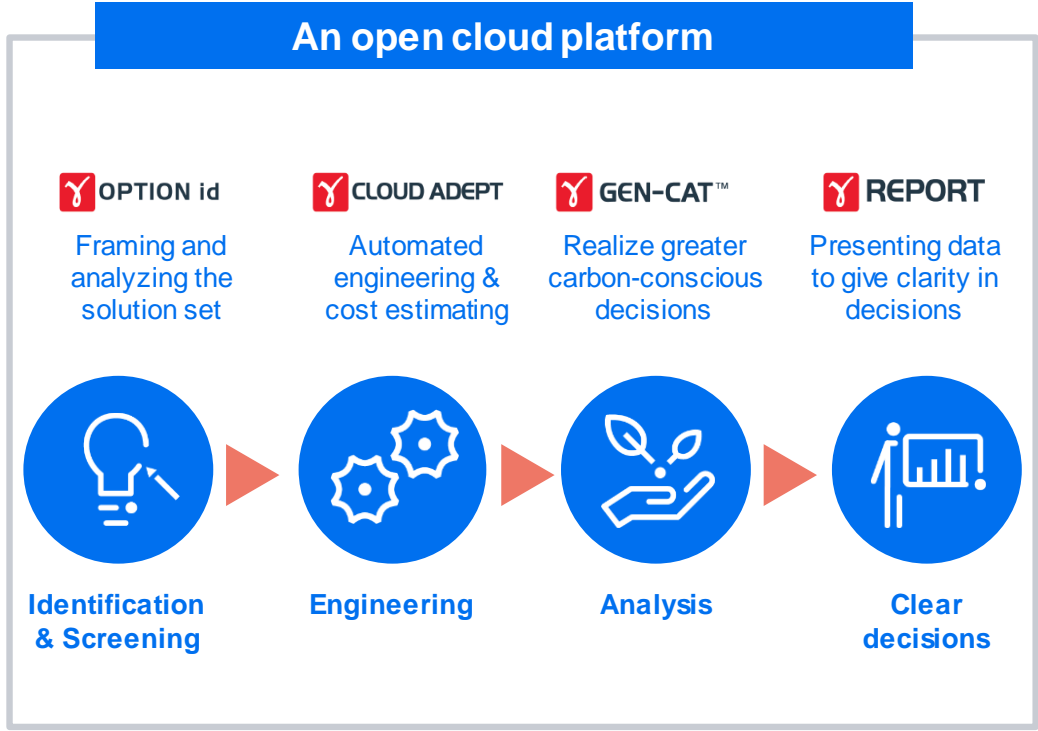 An open cloud platform
OPTION id
Framing and
analyzing the
solution set
CLOUD ADEPT
Automated
engineering &
cost estimating
GEN-CAT™
Realize greater
carbon-conscious
decisions
REPORT
Presenting data
to give clarity in
decisions
Identification
& Screening
Engineering
Analysis
Clear
decisions